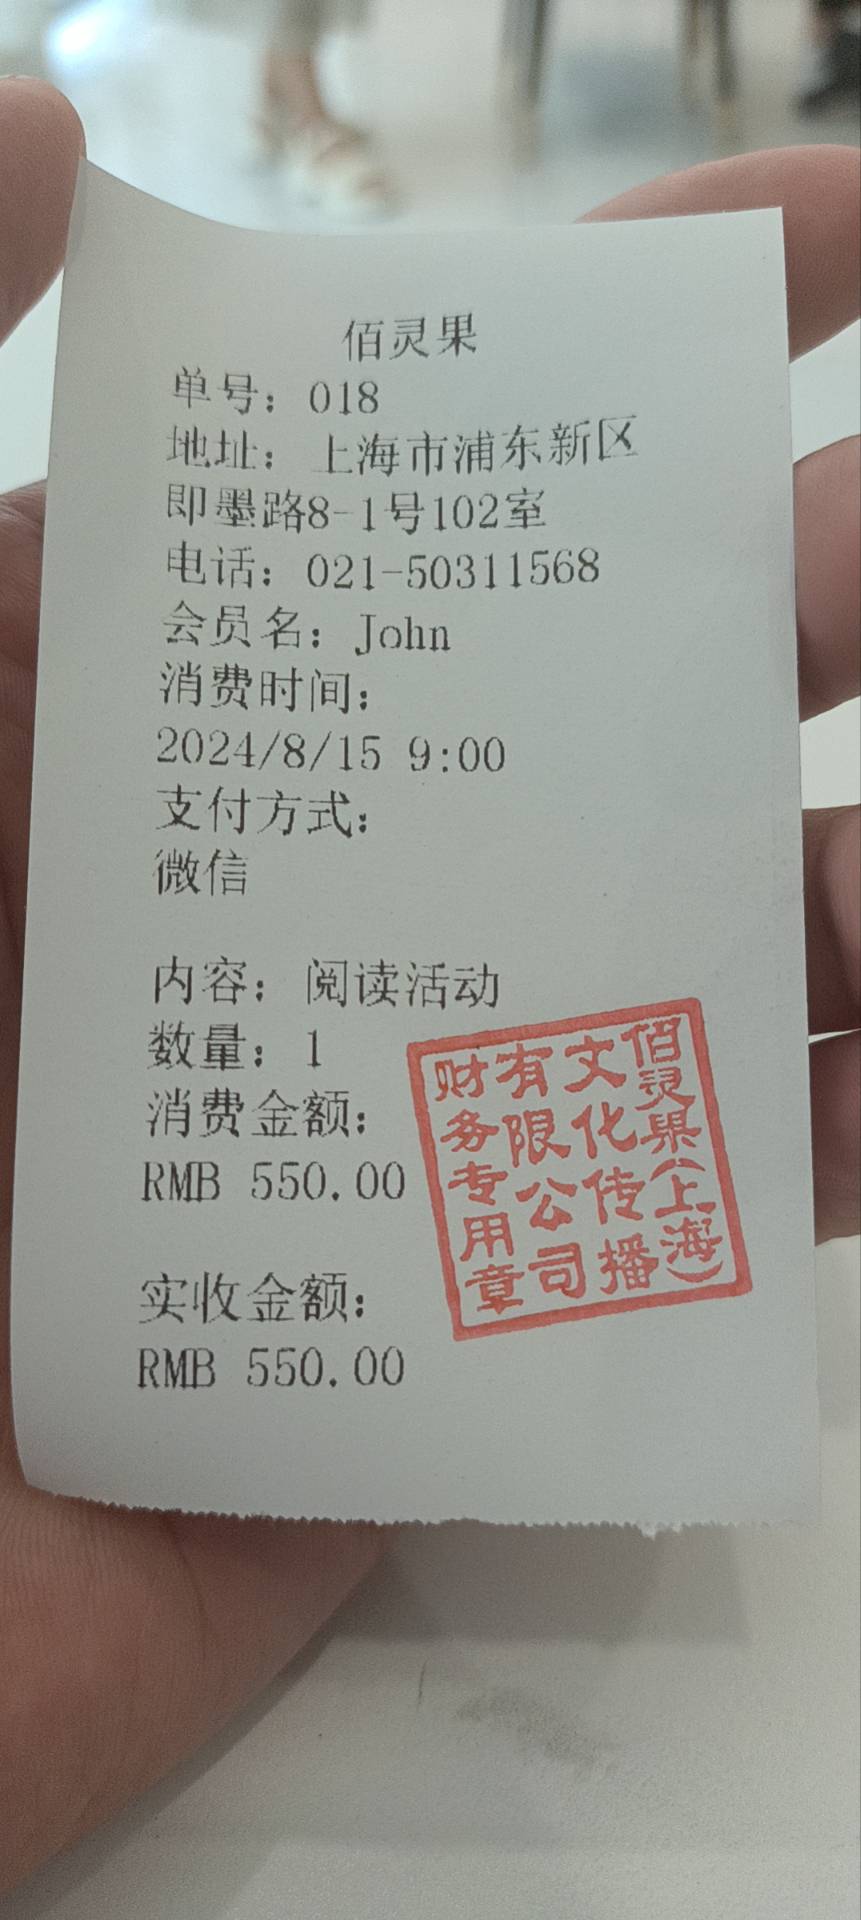 佰灵果
单号：018
地址：上海市浦东新区
即墨路8-1号102室
电话：021-50311568
会员名：John
消费时间：
2024/8/15 9:00
支付方式：
微信
内容：阅读活动
数量：1
消费金额：
RMB 550.00
实收金额：
RMB 550.00
佰灵果（上海）
文化传播
有限公司
财务专用章